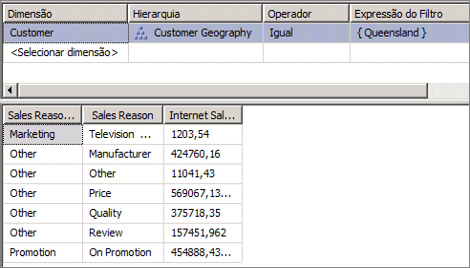 Dimensão Hierarquia Operador Expressão do Filtro
Customer Customer Geography Igual { Queensland }
<Selecionar dimensão>
Sales Reaso... Sales Reason Internet Sal...
Marketing Television ... 1203,54
Other Manufacturer 424760,16
Other Other 11041,43
Other Price 569067,13...
Other Quality 375718,35
Other Review 157451,962
Promotion On Promotion 454888,43...